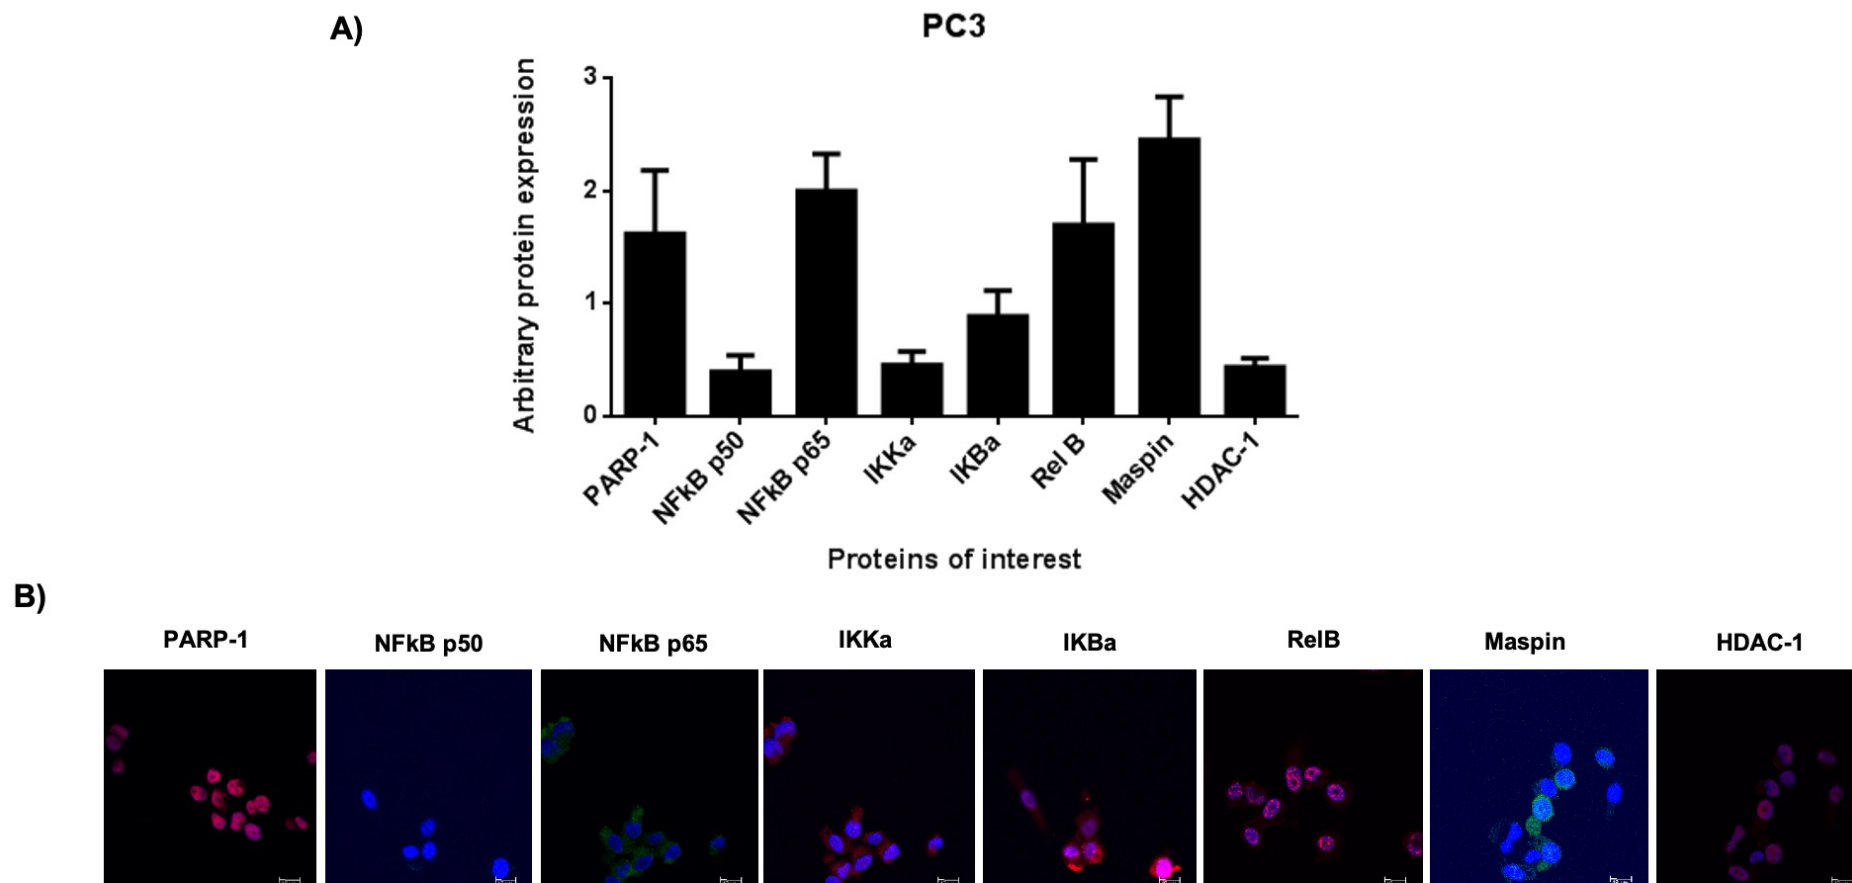 A)
PC3
Arbitrary protein expression
3
2
1
0
PARP-1
NFkB p50
NFkB p65
IKKa
IKBa
Rel B
Maspin
HDAC-1
Proteins of interest
B)
PARP-1
NFkB p50
NFkB p65
IKKa
IKBa
RelB
Maspin
HDAC-1